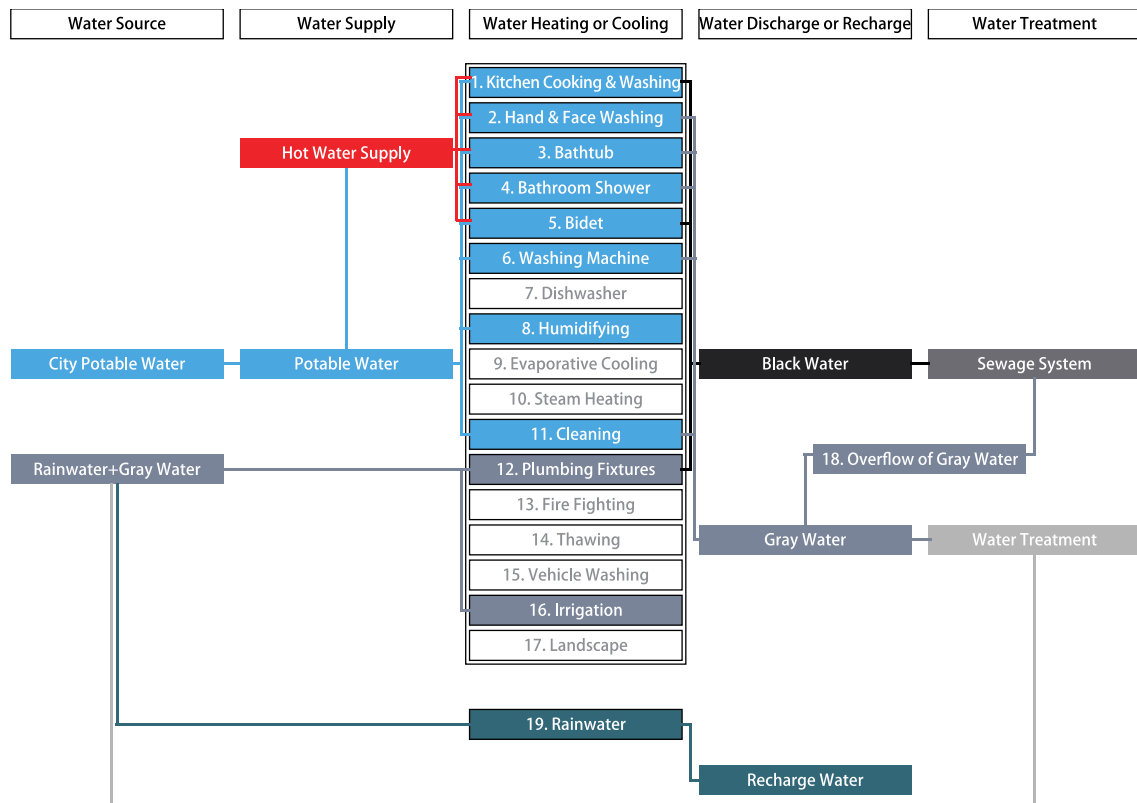 Water Source
Water Supply
Water Heating or Cooling
Water Discharge or Recharge
Water Treatment
1. Kitchen Cooking & Washing
2. Hand & Face Washing
Hot Water Supply
3. Bathtub
4. Bathroom Shower
5. Bidet
6. Washing Machine
7. Dishwasher
8. Humidifying
City Potable Water
Potable Water
9. Evaporative Cooling
Black Water
Sewage System
10. Steam Heating
11. Cleaning
Rainwater+Gray Water
12. Plumbing Fixtures
18. Overflow of Gray Water
13. Fire Fighting
14. Thawing
Gray Water
Water Treatment
15. Vehicle Washing
16. Irrigation
17. Landscape
19. Rainwater
Recharge Water